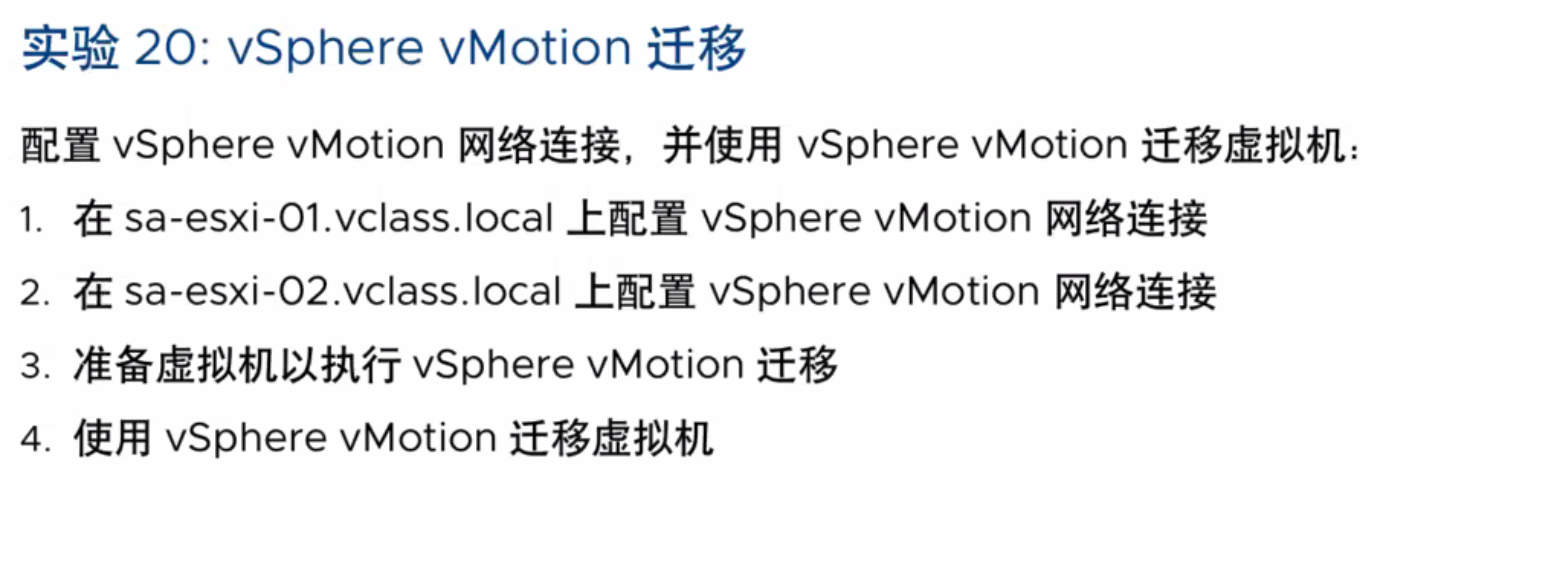 实验 20: vSphere vMotion 迁移
配置 vSphere vMotion 网络连接，并使用 vSphere vMotion 迁移虚拟机：
1. 在 sa-esxi-01.vclass.local 上配置 vSphere vMotion 网络连接
2. 在 sa-esxi-02.vclass.local 上配置 vSphere vMotion 网络连接
3. 准备虚拟机以执行 vSphere vMotion 迁移
4. 使用 vSphere vMotion 迁移虚拟机